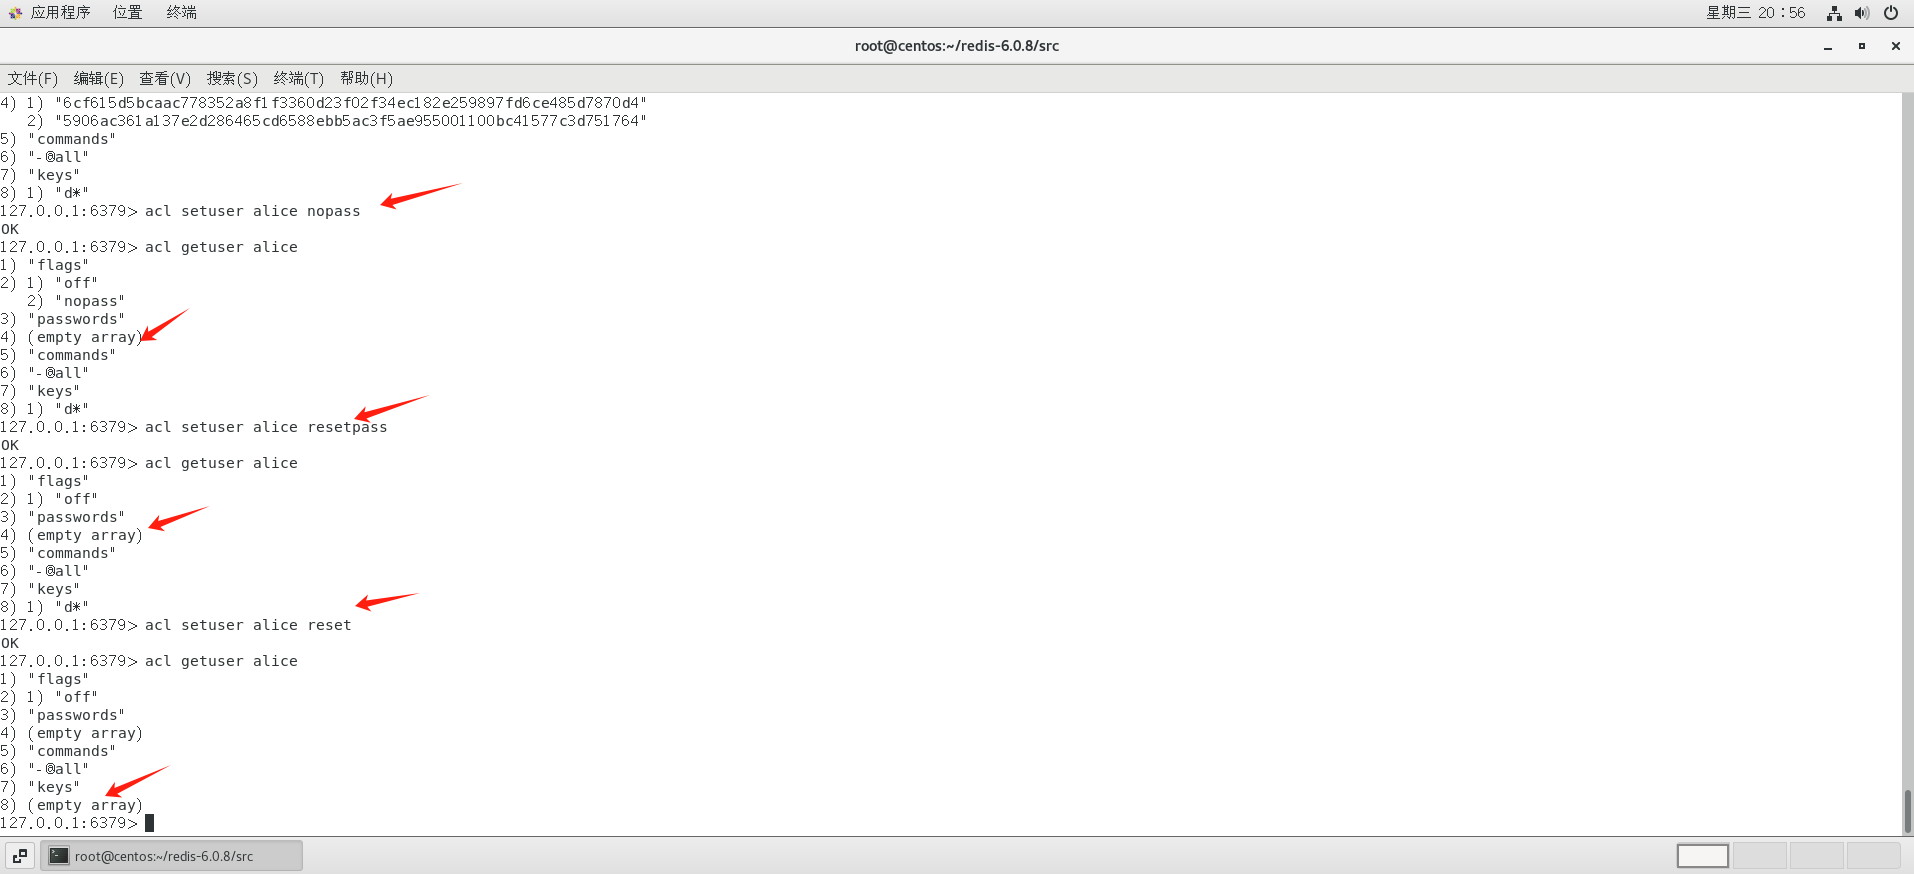 应用程序 位置 终端 星期三 20：56
root@centos:~/redis-6.0.8/src
文件(F) 编辑(E) 查看(V) 搜索(S) 终端(T) 帮助(H)
4) 1) "6cf615d5bcaac778352a8f1f3360d23f02f34ec182e259897fd6ce485d7870d4"
2) "5906ac361a137e2d286465cd6588ebb5ac3f5ae955001100bc41577c3d751764"
5) "commands"
6) "-@all"
7) "keys"
8) 1) "d*"
127.0.0.1:6379> acl setuser alice nopass
OK
127.0.0.1:6379> acl getuser alice
1) "flags"
2) 1) "off"
2) "nopass"
3) "passwords"
4) (empty array)
5) "commands"
6) "-@all"
7) "keys"
8) 1) "d*"
127.0.0.1:6379> acl setuser alice resetpass
OK
127.0.0.1:6379> acl getuser alice
1) "flags"
2) 1) "off"
3) "passwords"
4) (empty array)
5) "commands"
6) "-@all"
7) "keys"
8) 1) "d*"
127.0.0.1:6379> acl setuser alice reset
OK
127.0.0.1:6379> acl getuser alice
1) "flags"
2) 1) "off"
3) "passwords"
4) (empty array)
5) "commands"
6) "-@all"
7) "keys"
8) (empty array)
127.0.0.1:6379>
root@centos:~/redis-6.0.8/src